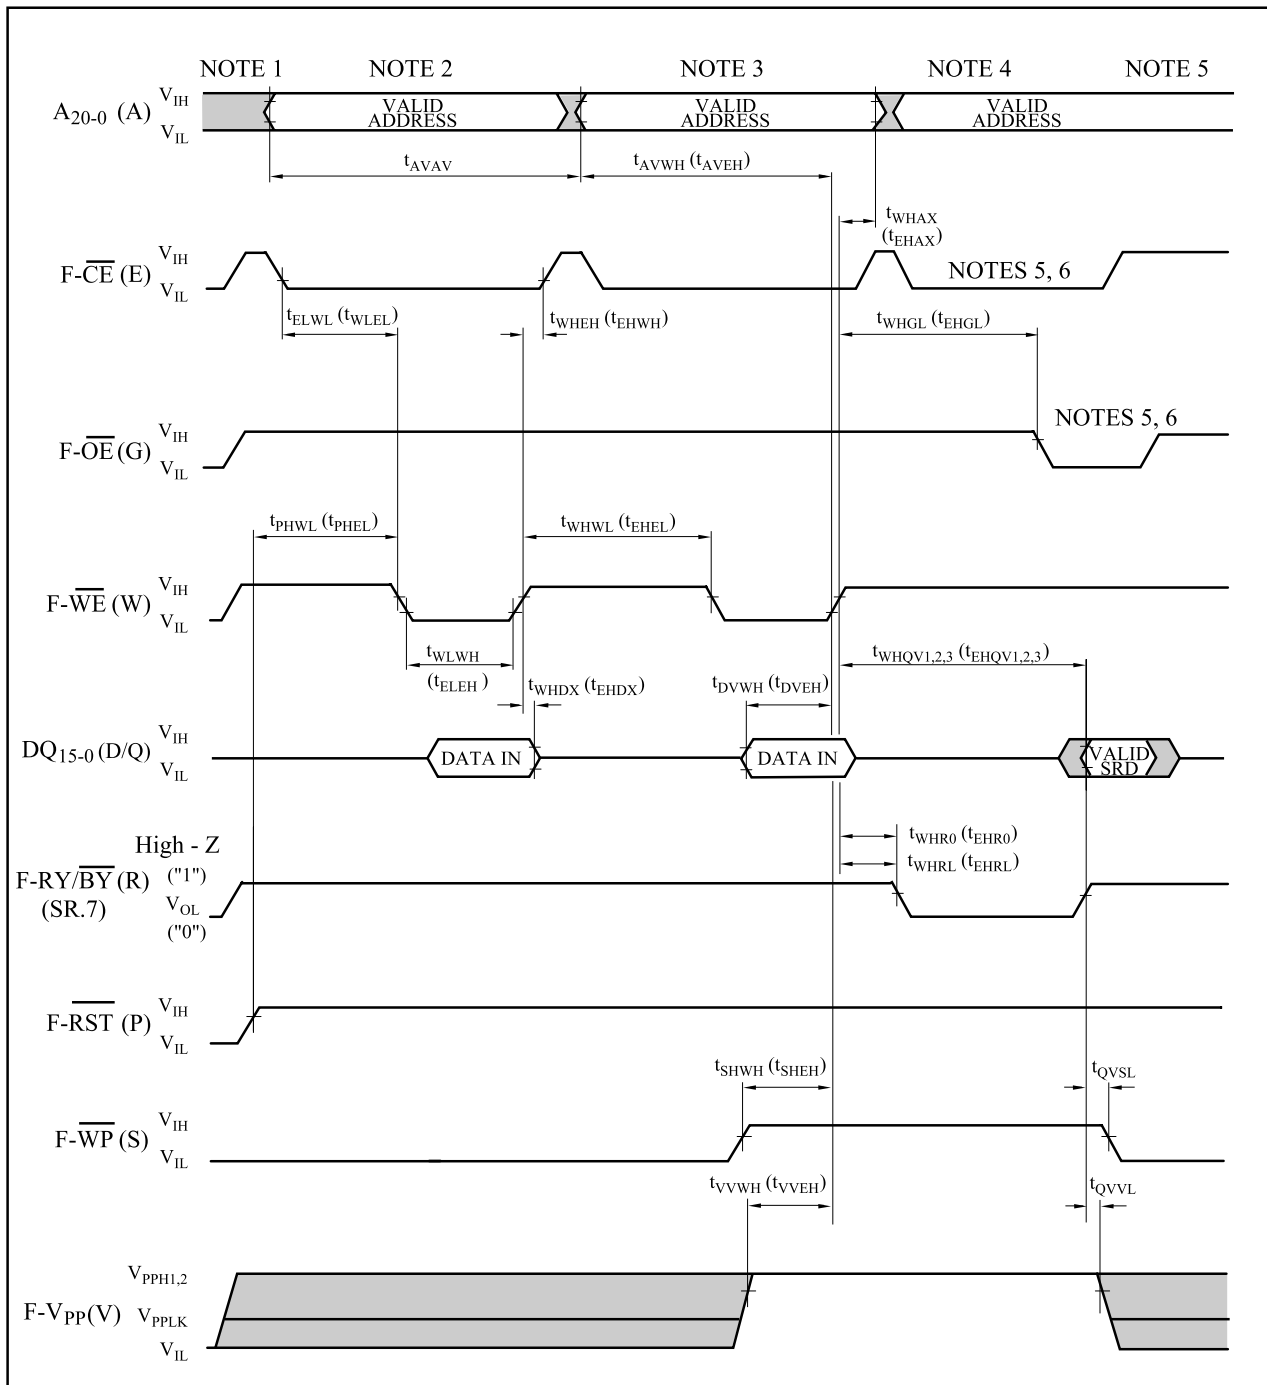 NOTE 1 NOTE 2 NOTE 3 NOTE 4 NOTE 5
VIH
A20-0 (A)
VIL
VALID ADDRESS
VALID ADDRESS
VALID ADDRESS
tAVAV
tAVWH (tAVEH)
tWHAX
(tEHAX)
VIH
F-CE (E)
VIL
NOTES 5, 6
tELWL (tWLEL)
tWHEH (tEHWH)
tWHGL (tEHGL)
VIH
F-OE (G)
VIL
NOTES 5, 6
tPHWL (tPHEL)
tWHWL (tEHEL)
VIH
F-WE (W)
VIL
tWLWH
(tELEH )
tWHDX (tEHDX)
tDVWH (tDVEH)
tWHQV1,2,3 (tEHQV1,2,3)
VIH
DQ15-0 (D/Q)
VIL
DATA IN
DATA IN
VALID
SRD
High - Z
("1")
F-RY/BY (R)
(SR.7)
VOL
("0")
tWHR0 (tEHR0)
tWHRL (tEHRL)
VIH
F-RST (P)
VIL
tSHWH (tSHEH)
tQVSL
VIH
F-WP (S)
VIL
tVVWH (tVVEH)
tQVVL
VPPH1,2
F-VPP (V)
VPPLK
VIL